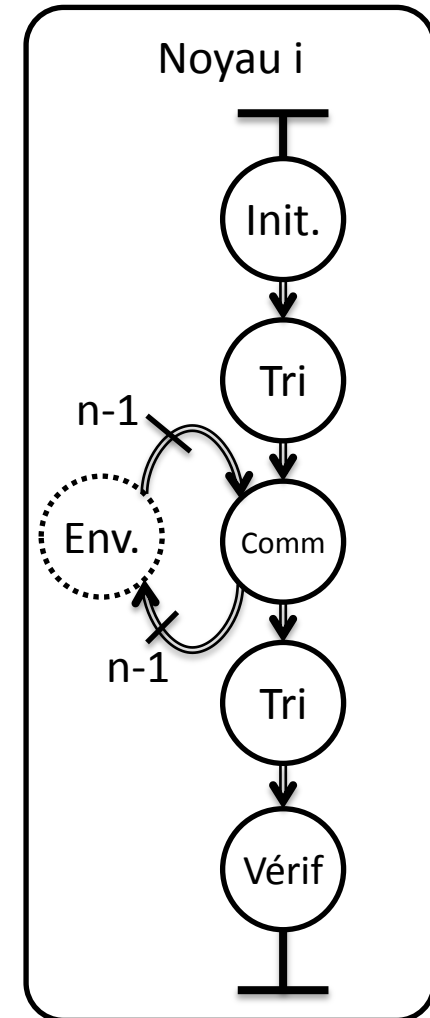 Noyau i
Init.
Tri
n-1
Env.
Comm
n-1
Tri
Vérif